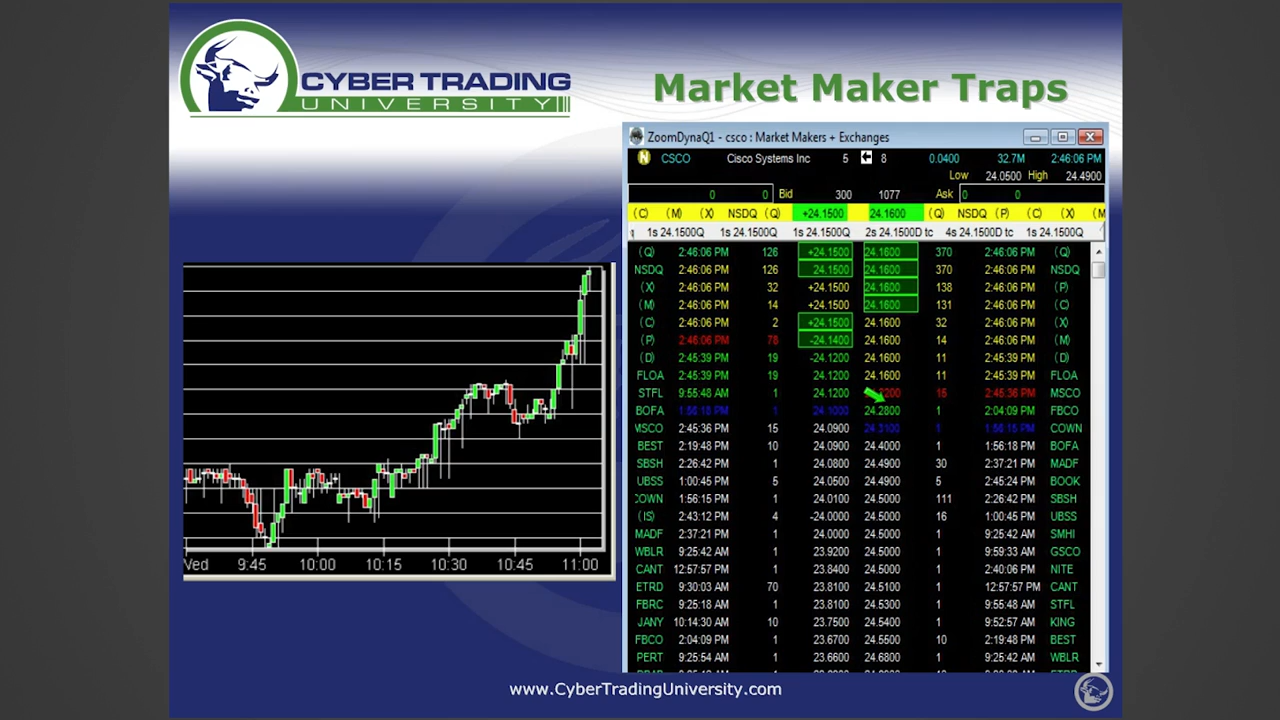 CYBER TRADING
UNIVERSITY
Market Maker Traps
ZoomDynaQ1 - csco : Market Makers + Exchanges
N CSCO Cisco Systems Inc 5 8 0.0400 32.7M 2:46:06 PM
Low 24.0500 High 24.4900
0 0 Bid 300 1077 Ask 0 0
(C) (M) (X) NSDQ (Q) +24.1500 24.1600 (Q) NSDQ (P) (C) (X) (M
1s 24.1500Q 1s 24.1500Q 1s 24.1500Q 2s 24.1500D tc 4s 24.1500D tc 1s 24.1500Q
(Q) 2:46:06 PM 126 +24.1500 24.1600 370 2:46:06 PM (Q)
NSDQ 2:46:06 PM 126 24.1500 24.1600 370 2:46:06 PM NSDQ
(X) 2:46:06 PM 32 +24.1500 24.1600 138 2:46:06 PM (P)
(M) 2:46:06 PM 14 +24.1500 24.1600 131 2:46:06 PM (C)
(C) 2:46:06 PM 2 +24.1500 24.1600 32 2:46:06 PM (X)
(P) 2:46:06 PM 78 -24.1400 24.1600 14 2:46:06 PM (M)
(D) 2:45:39 PM 19 -24.1200 24.1600 11 2:45:39 PM (D)
FLOA 2:45:39 PM 19 24.1200 24.1600 11 2:45:39 PM FLOA
STFL 9:55:48 AM 1 24.1200 15 2:45:36 PM MSCO
BOFA 1:56:18 PM 1 24.1000 24.2800 1 2:04:09 PM FBCO
MSCO 2:45:36 PM 15 24.0900 24.3100 1 1:56:15 PM COWN
BEST 2:19:48 PM 10 24.0900 24.4000 1 1:56:18 PM BOFA
SBSH 2:26:42 PM 1 24.0800 24.4900 30 2:37:21 PM MADF
UBSS 1:00:45 PM 5 24.0500 24.4900 5 2:45:24 PM BOOK
COWN 1:56:15 PM 1 24.0100 24.5000 111 2:26:42 PM SBSH
(IS) 2:43:12 PM 4 -24.0000 24.5000 16 1:00:45 PM UBSS
MADF 2:37:21 PM 1 24.0000 24.5000 1 9:25:42 AM SMHI
WBLR 9:25:42 AM 1 23.9200 24.5000 1 9:59:33 AM GSCO
CANT 12:57:57 PM 1 23.8400 24.5000 1 2:40:06 PM NITE
ETRD 9:30:03 AM 70 23.8100 24.5100 1 12:57:57 PM CANT
FBRC 9:25:18 AM 1 23.8100 24.5300 1 9:55:48 AM STFL
JANY 10:14:30 AM 10 23.7500 24.5400 1 9:52:57 AM KING
FBCO 2:04:09 PM 1 23.6700 24.5500 10 2:19:48 PM BEST
PERT 9:25:54 AM 1 23.6600 24.6800 1 9:25:42 AM WBLR
Wed 9:45 10:00 10:15 10:30 10:45 11:00
www.CyberTradingUniversity.com